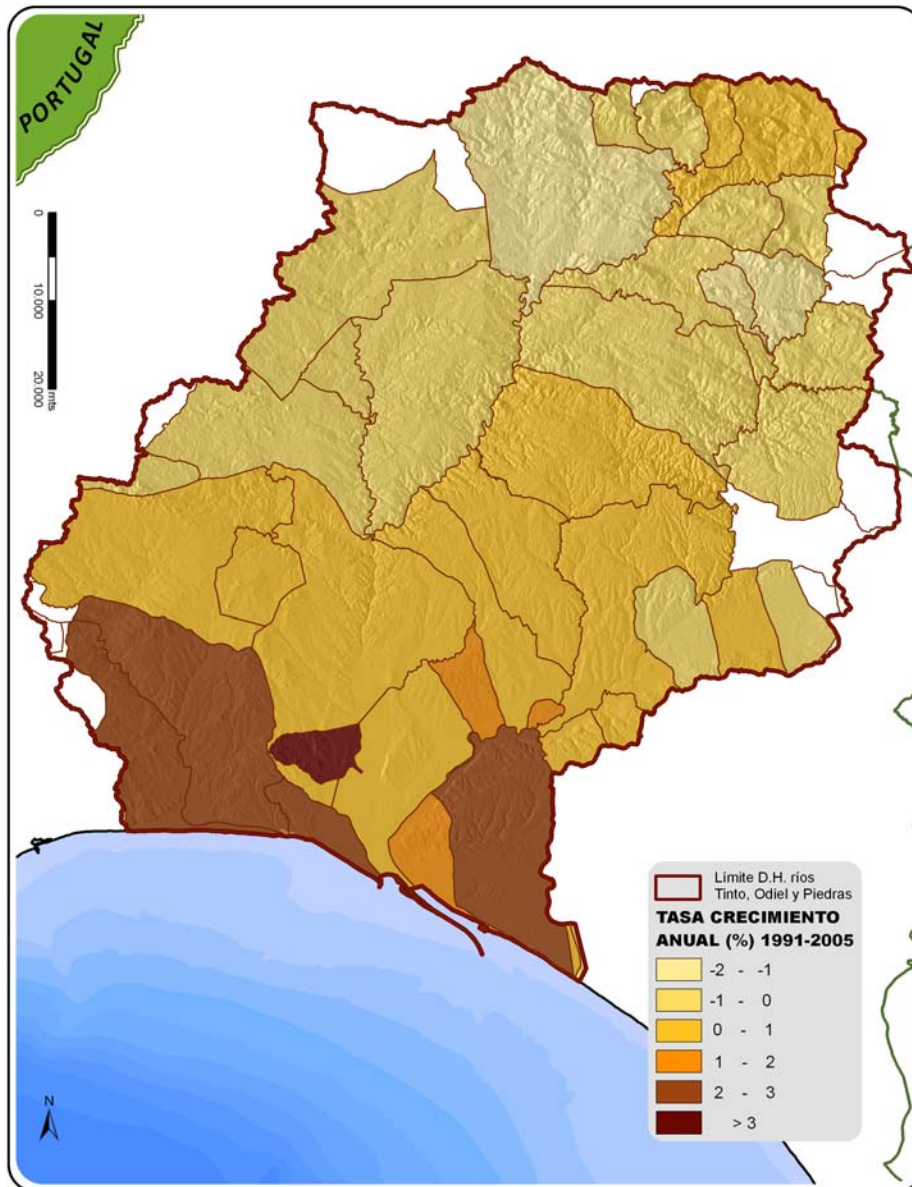 PORTUGAL
0
10.000
20.000
mts
N
Límite D.H. ríos
Tinto, Odiel y Piedras
TASA CRECIMIENTO
ANUAL (%) 1991-2005
-2 - -1
-1 - 0
0 - 1
1 - 2
2 - 3
> 3